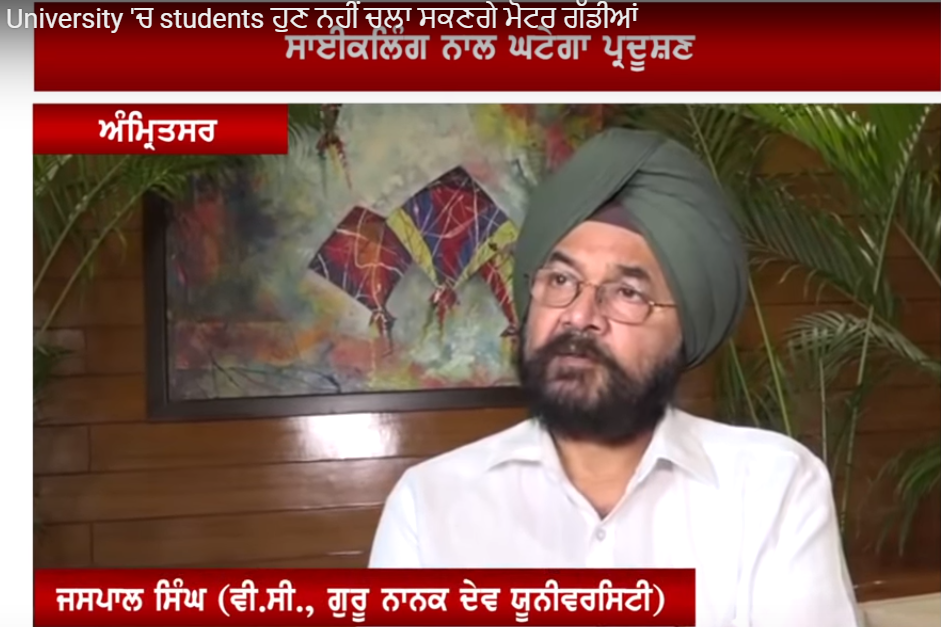 University 'ਚ students ਹੁਣ ਨਹੀਂ ਚਲਾ ਸਕਣਗੇ ਮੋਟਰ ਗੱਡੀਆਂ
ਸਾਈਕਲਿੰਗ ਨਾਲ ਘਟੇਗਾ ਪ੍ਰਦੂਸ਼ਣ
ਅੰਮ੍ਰਿਤਸਰ
ਜਸਪਾਲ ਸਿੰਘ (ਵੀ.ਸੀ., ਗੁਰੂ ਨਾਨਕ ਦੇਵ ਯੂਨੀਵਰਸਿਟੀ)